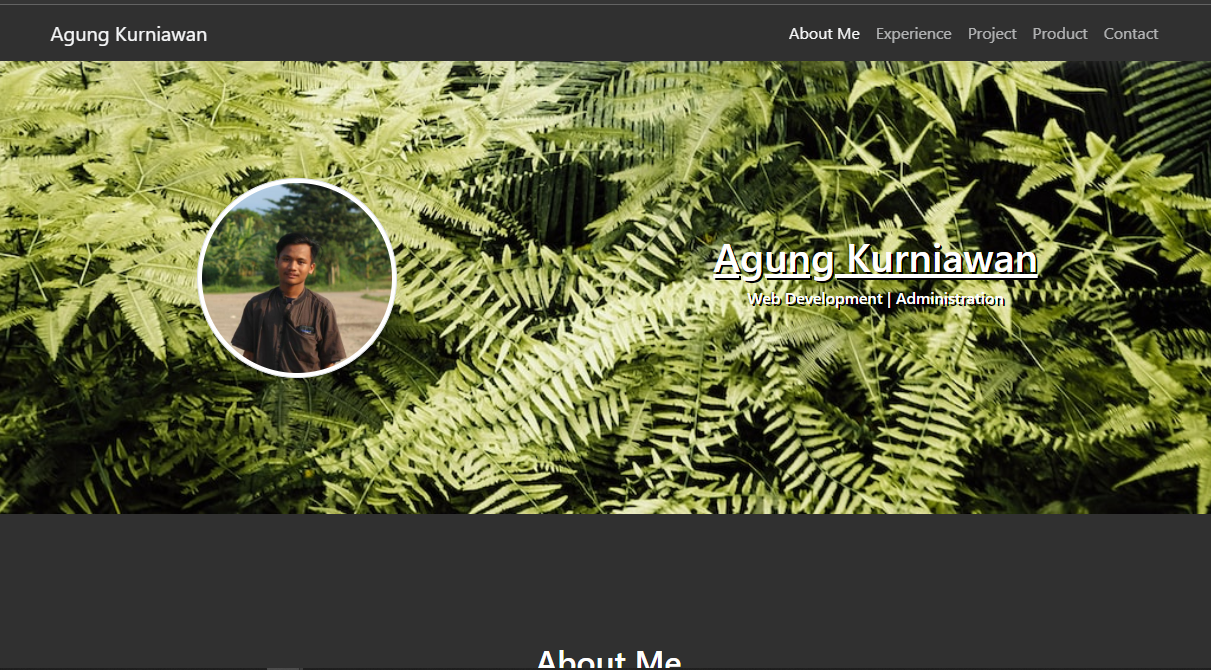 Agung Kurniawan
About Me Experience Project Product Contact
Agung Kurniawan
Web Development | Administration
About Me